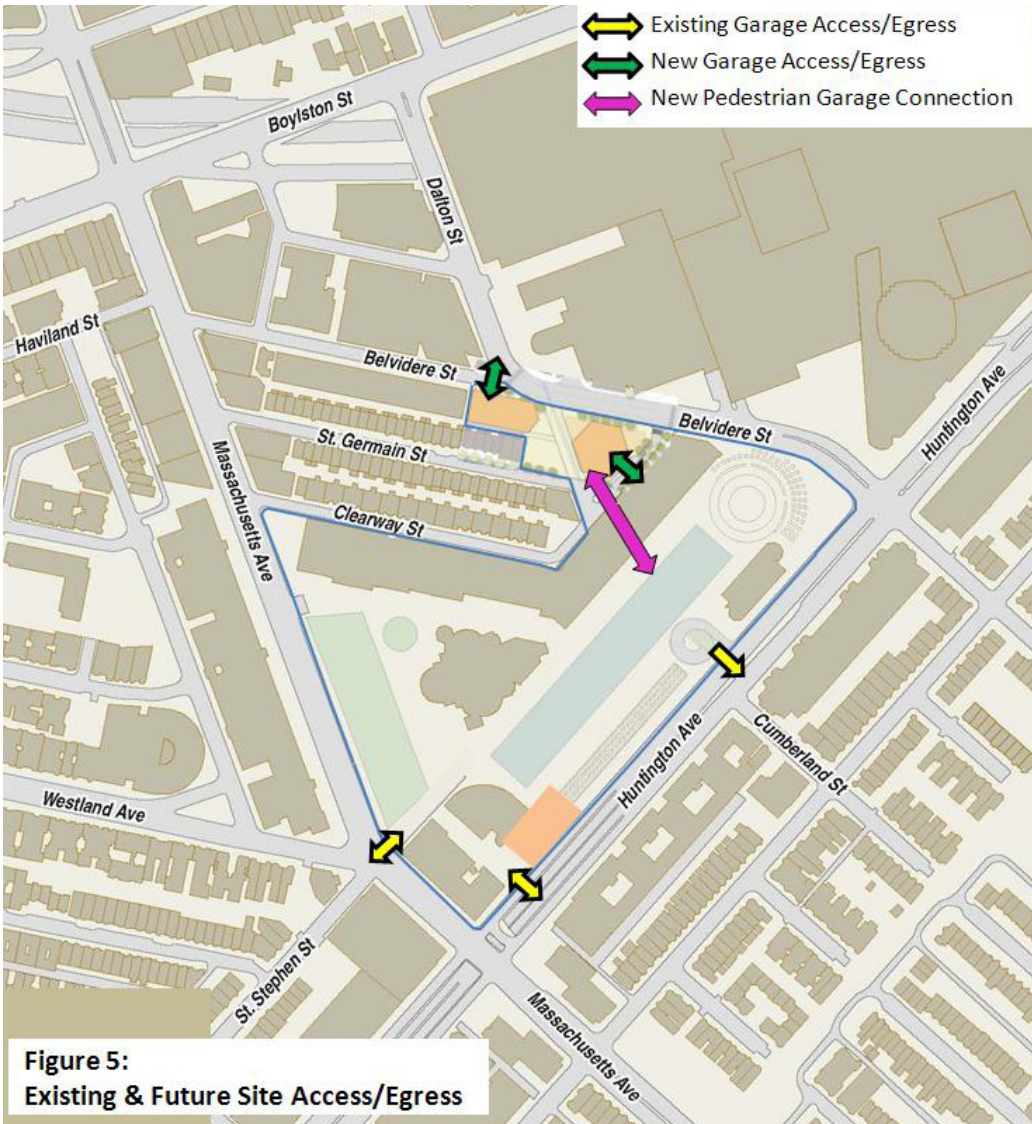 Existing Garage Access/Egress
New Garage Access/Egress
New Pedestrian Garage Connection
Boylston St
Dalton St
Haviland St
Belvidere St
Huntington Ave
Belvidere St
St. Germain St
Massachusetts Ave
Clearway St
Huntington Ave
Cumberland St
Westland Ave
St. Stephen St
Massachusetts Ave
Figure 5:
Existing & Future Site Access/Egress